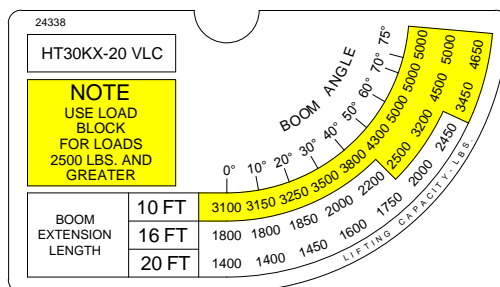 24338
HT30KX-20 VLC
NOTE
USE LOAD
BLOCK
FOR LOADS
2500 LBS. AND
GREATER
BOOM ANGLE
0° 10° 20° 30° 40° 50° 60° 70° 75°
BOOM
EXTENSION
LENGTH
10 FT 3100 3150 3250 3500 3800 4300 5000 5000 5000
16 FT 1800 1800 1850 2000 2200 2500 3200 4500 5000
20 FT 1400 1400 1450 1600 1750 2000 2450 3450 4650
LIFTING CAPACITY - LBS.